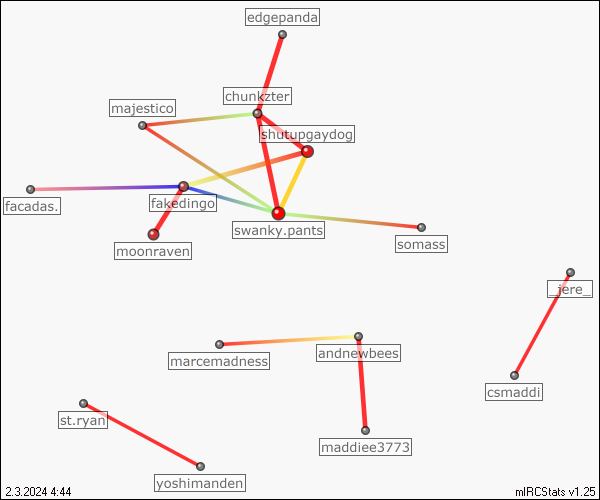 edgepanda
chunkzter
majestico
shutupgaydog
facadas.
fakedingo
swanky.pants
moonraven
somass
_jere_
marcemadness
andnewbees
csmaddi
st.ryan
maddiee3773
yoshimanden
2.3.2024 4:44
mIRCStats v1.25